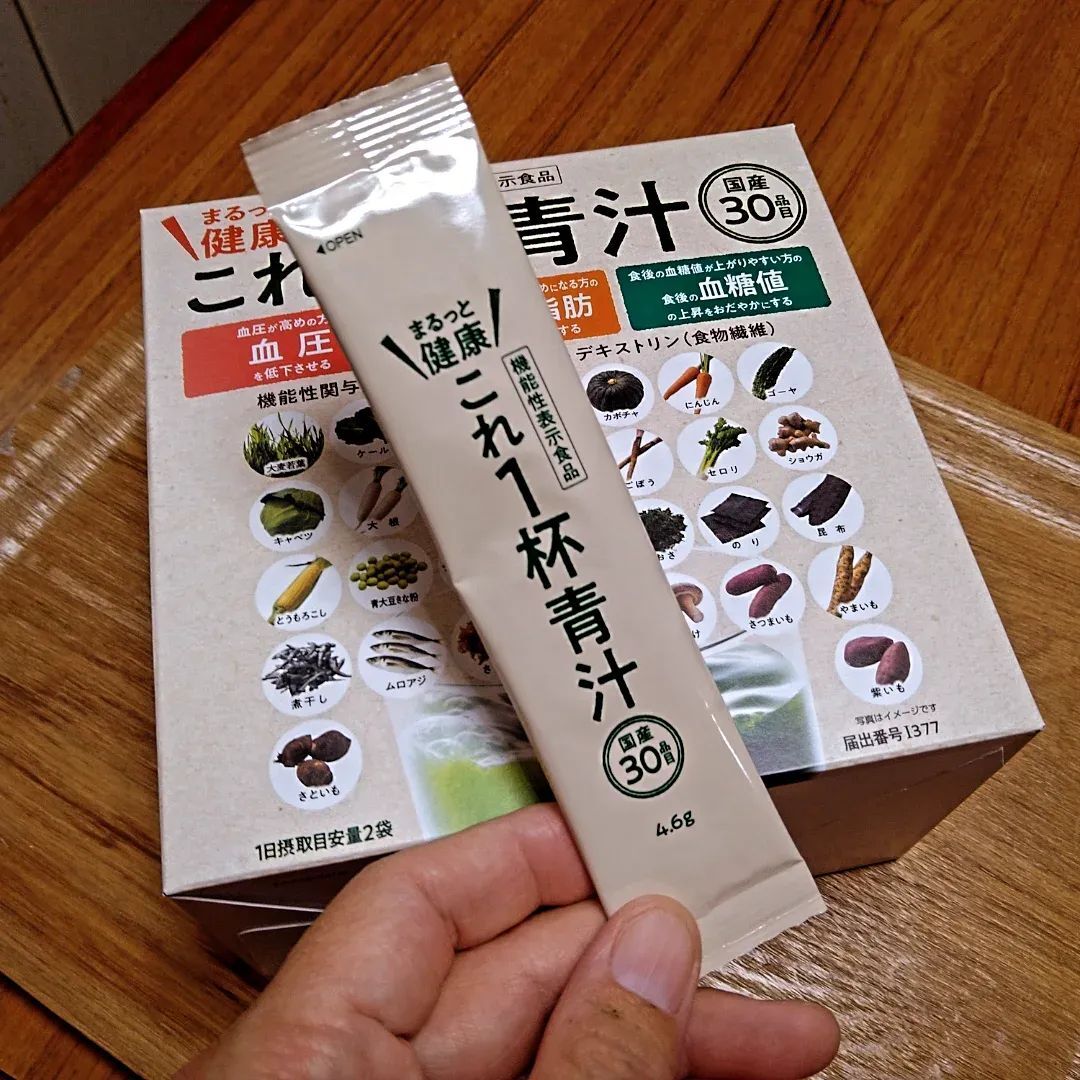 示食品
まるっ
健康
これ
青汁
国産
30品目
血圧が高めの方
血圧
を低下させる
めになる方の
脂肪
する
食後の血糖値が上がりやすい方の
食後の血糖値
の上昇をおだやかにする
機能性関与
デキストリン(食物繊維)
大麦若葉
ケール
カボチャ
にんじん
ゴーヤ
キャベツ
大根
ごぼう
セロリ
ショウガ
とうもろこし
青大豆きな粉
おさ
のり
昆布
煮干し
ムロアジ
さ
け
さつまいも
やまいも
さといも
紫いも
写真はイメージです
届出番号I377
1日摂取目安量2袋
◀OPEN
まるっと
健康
これ1杯青汁
機能性表示食品
国産
30品目
4.6g